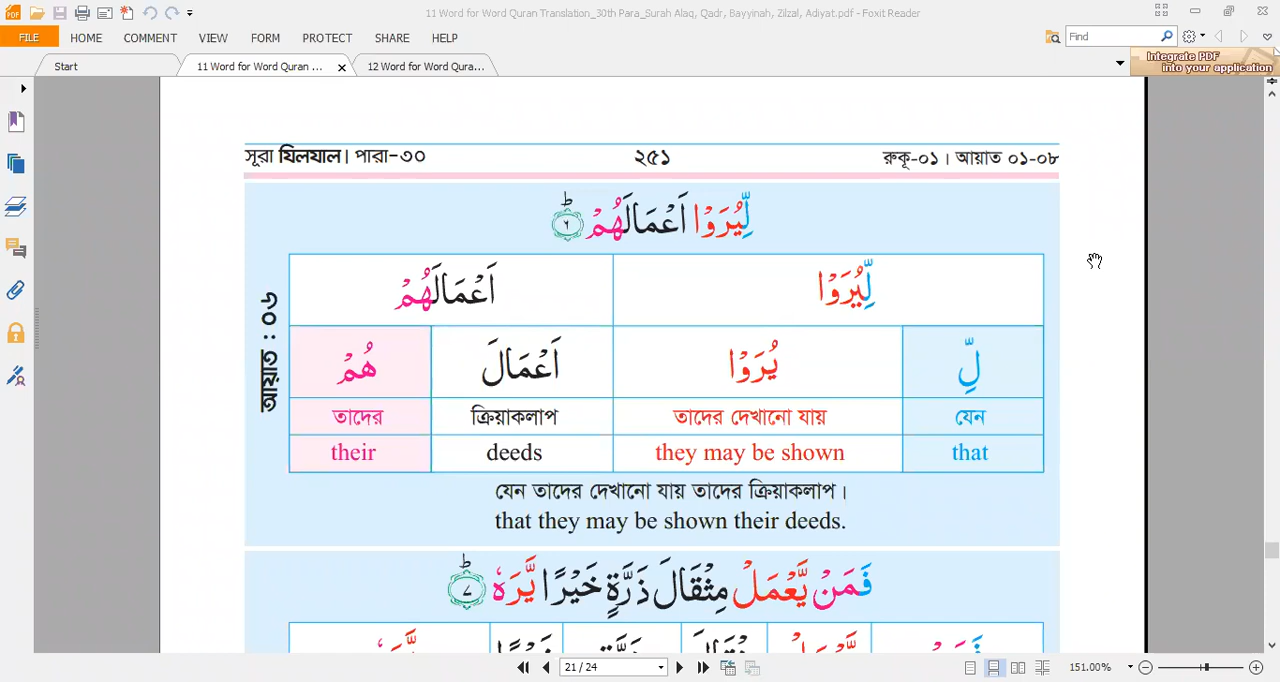 11 Word for Word Quran Translation_30th Para_Surah Alaq, Qadr, Bayyinah, Zilzal, Adiyat.pdf - Foxit Reader
FILE HOME COMMENT VIEW FORM PROTECT SHARE HELP
Find
Integrate PDF
into your application
Start
11 Word for Word Quran ...
12 Word for Word Qura...
সূরা যিলযাল। পারা-৩০ ২৫১ রুকূ-০১। আয়াত ০১-০৮
لِّيُرَوْا اَعْمَالَهُمْ ؕ ۶
আয়াত : ০৬
لِّيُرَوْا اَعْمَالَهُمْ
لِّ يُرَوْا اَعْمَالَ هُمْ
তাদের ক্রিয়াকলাপ তাদের দেখানো যায় যেন
their deeds they may be shown that
যেন তাদের দেখানো যায় তাদের ক্রিয়াকলাপ।
that they may be shown their deeds.
فَمَنْ يَّعْمَلْ مِثْقَالَ ذَرَّةٍ خَيْرًا يَّرَهٗ ؕ ۷
21 / 24
151.00%